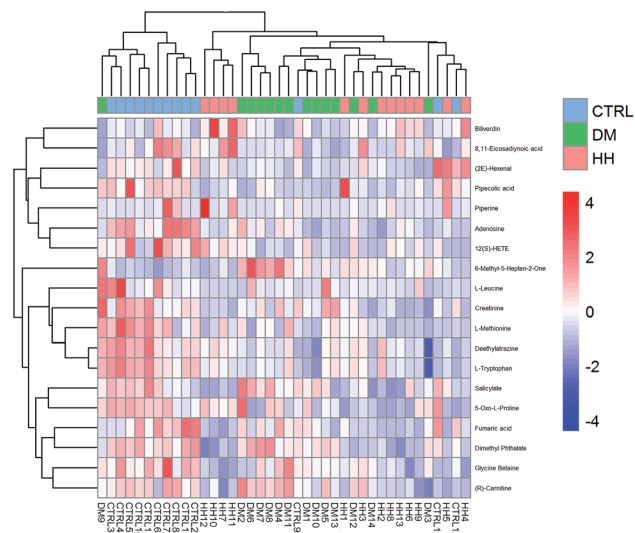 CTRL
DM
HH
Biliverdin
8,11-Eicosadiynoic acid
(2E)-Hexenal
Pipecolic acid
Piperine
Adenosine
12(S)-HETE
6-Methyl-5-Hepten-2-One
L-Leucine
Creatinine
L-Methionine
Deethylatrazine
L-Tryptophan
Salicylate
5-Oxo-L-Proline
Fumaric acid
Dimethyl Phthalate
Glycine Betaine
(R)-Carnitine
4
2
0
-2
-4
DM9
CTRL3
CTRL4
CTRL5
CTRL1
CTRL1
CTRL6
CTRL7
CTRL8
CTRL1
CTRL2
HH12
HH10
HH7
HH11
DM2
DM6
DM7
DM8
DM4
DM11
CTRL9
DM1
DM10
DM5
DM13
HH1
DM12
HH3
DM14
HH2
HH8
HH13
HH6
HH9
DM3
CTRL1
HH5
CTRL1
HH4